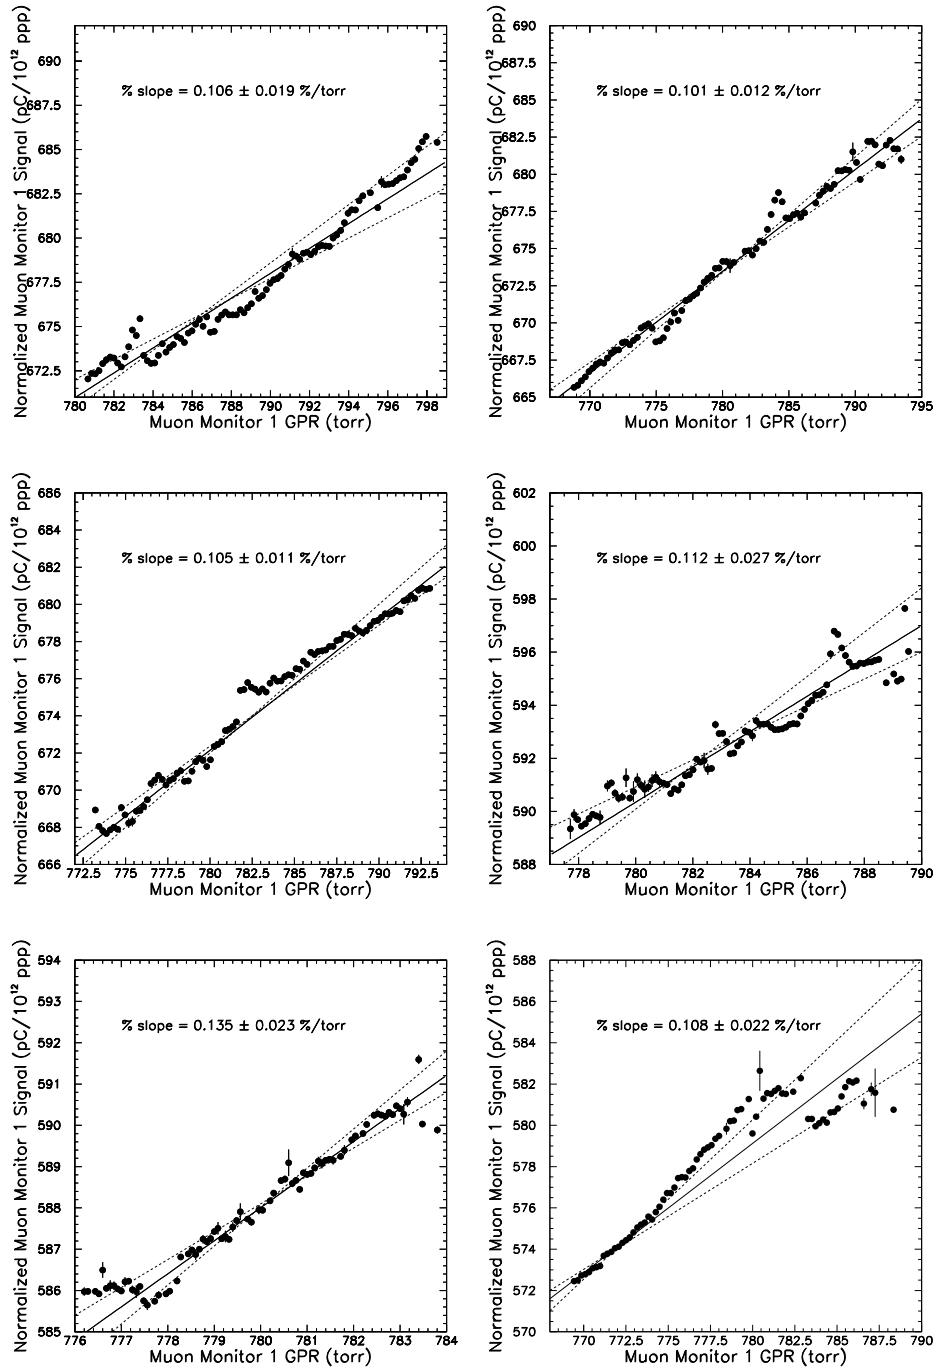 Normalized Muon Monitor 1 Signal (pC/10¹² ppp)
690
687.5
685
682.5
680
677.5
675
672.5
% slope = 0.106 ± 0.019 %/torr
780 782 784 786 788 790 792 794 796 798
Muon Monitor 1 GPR (torr)
Normalized Muon Monitor 1 Signal (pC/10¹² ppp)
690
687.5
685
682.5
680
677.5
675
672.5
670
667.5
665
% slope = 0.101 ± 0.012 %/torr
770 775 780 785 790 795
Muon Monitor 1 GPR (torr)
Normalized Muon Monitor 1 Signal (pC/10¹² ppp)
686
684
682
680
678
676
674
672
670
668
666
% slope = 0.105 ± 0.011 %/torr
772.5 775 777.5 780 782.5 785 787.5 790 792.5
Muon Monitor 1 GPR (torr)
Normalized Muon Monitor 1 Signal (pC/10¹² ppp)
602
600
598
596
594
592
590
588
% slope = 0.112 ± 0.027 %/torr
778 780 782 784 786 788 790
Muon Monitor 1 GPR (torr)
Normalized Muon Monitor 1 Signal (pC/10¹² ppp)
594
593
592
591
590
589
588
587
586
585
% slope = 0.135 ± 0.023 %/torr
776 777 778 779 780 781 782 783 784
Muon Monitor 1 GPR (torr)
Normalized Muon Monitor 1 Signal (pC/10¹² ppp)
588
586
584
582
580
578
576
574
572
570
% slope = 0.108 ± 0.022 %/torr
770 772.5 775 777.5 780 782.5 785 787.5 790
Muon Monitor 1 GPR (torr)